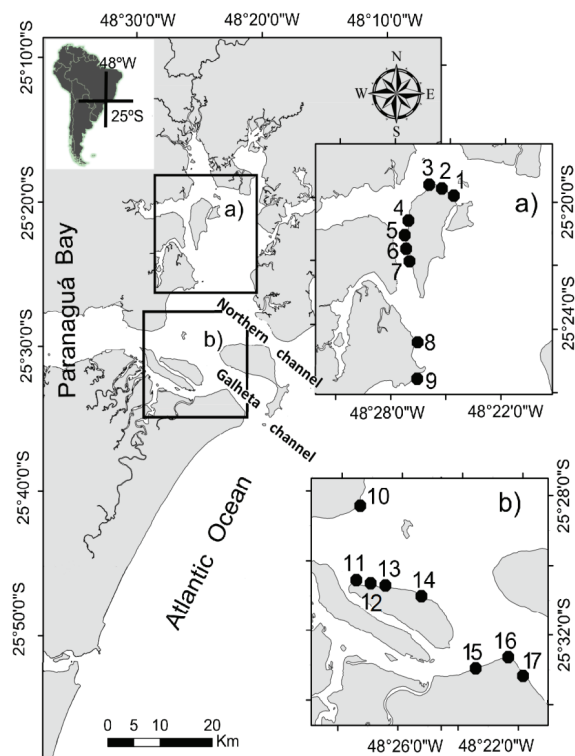 48°30'0"W 48°20'0"W 48°10'0"W
25°10'0"S
25°20'0"S
25°30'0"S
25°40'0"S
25°50'0"S
48°W
25°S
N
W E
S
Paranaguá Bay
a)
b)
Northern channel
Galheta channel
Atlantic Ocean
0 5 10 20
Km
a)
3 2 1
4
5
6
7
8
9
25°20'0"S
25°24'0"S
48°28'0"W 48°22'0"W
b)
10
11 13 14
12
15 16 17
25°28'0"S
25°32'0"S
48°26'0"W 48°22'0"W